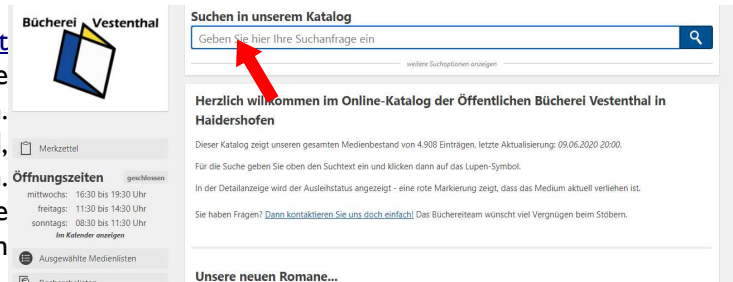 Bücherei Vestenthal
Merkzettel
Öffnungszeiten geschlossen
mittwochs: 16:30 bis 19:30 Uhr
freitags: 11:30 bis 14:30 Uhr
sonntags: 08:30 bis 11:30 Uhr
Im Kalender anzeigen
Ausgewählte Medienlisten
Suchen in unserem Katalog
Geben Sie hier Ihre Suchanfrage ein
weitere Suchoptionen anzeigen
Herzlich willkommen im Online-Katalog der Öffentlichen Bücherei Vestenthal in
Haidershofen
Dieser Katalog zeigt unseren gesamten Medienbestand von 4.908 Einträgen, letzte Aktualisierung: 09.06.2020 20:00.
Für die Suche geben Sie oben den Suchtext ein und klicken dann auf das Lupen-Symbol.
In der Detailanzeige wird der Ausleihstatus angezeigt - eine rote Markierung zeigt, dass das Medium aktuell verliehen ist.
Sie haben Fragen? Dann kontaktieren Sie uns doch einfach! Das Büchereiteam wünscht viel Vergnügen beim Stöbern.
Unsere neuen Romane...